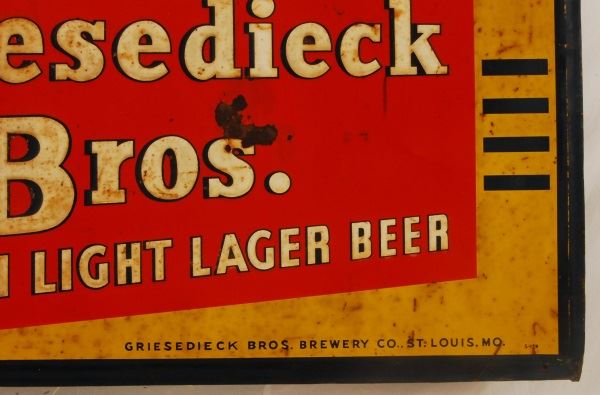 esedieck
Bros.
LIGHT LAGER BEER
GRIESEDIECK BROS. BREWERY CO., ST. LOUIS, MO.